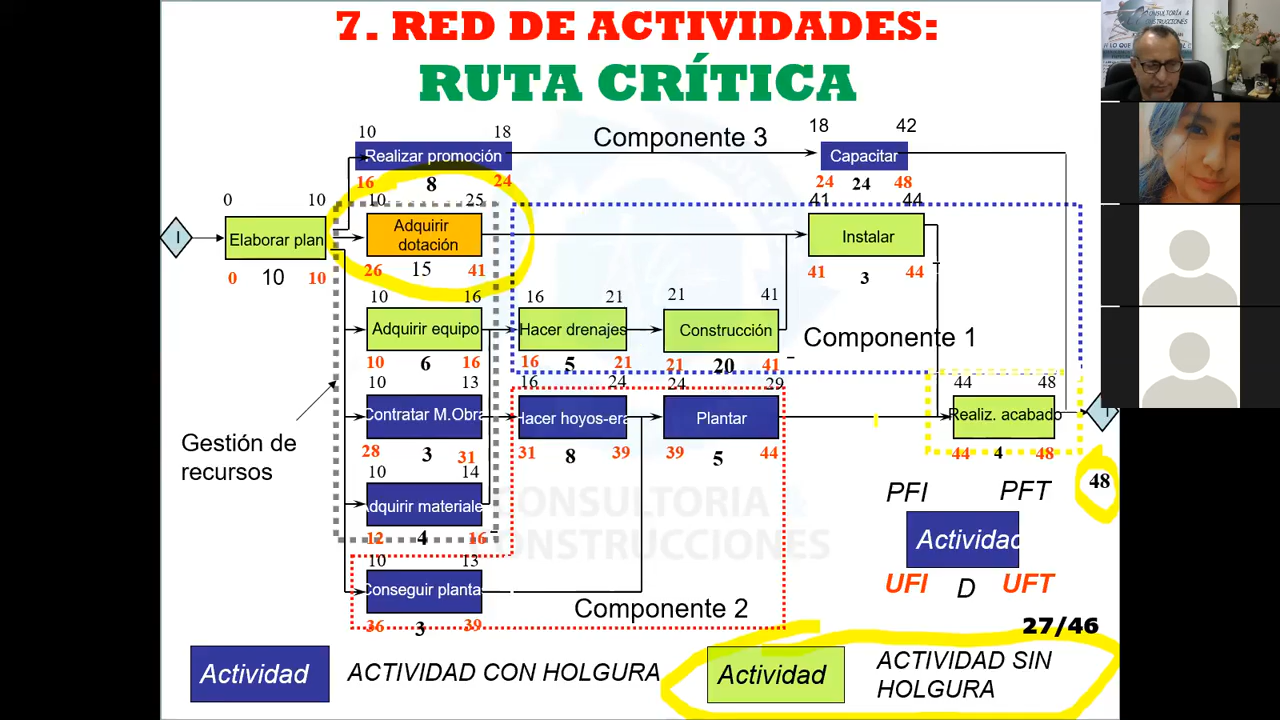 7. RED DE ACTIVIDADES:
RUTA CRÍTICA
10 18 Componente 3 18 42
Realizar promoción Capacitar
16 8 24 24 24 48
0 10 10 25 41 44
I Elaborar plan Adquirir
dotación Instalar
0 10 10 26 15 41 41 3 44
10 16 16 21 21 41
Adquirir equipo Hacer drenajes Construcción Componente 1
10 6 16 16 5 21 21 20 41
10 13 16 24 24 29 44 48
Contratar M.Obra Hacer hoyos-era Plantar Realiz. acabado
Gestión de
recursos
28 3 31 31 8 39 39 5 44 44 4 48
10 14 48
dquirir materiale
12 4 16
PFI PFT
Actividad
UFI D UFT
10 13
Conseguir planta
36 3 39
Componente 2
CONSULTORIA &
CONSTRUCCIONES
27/46
Actividad ACTIVIDAD CON HOLGURA
Actividad ACTIVIDAD SIN
HOLGURA